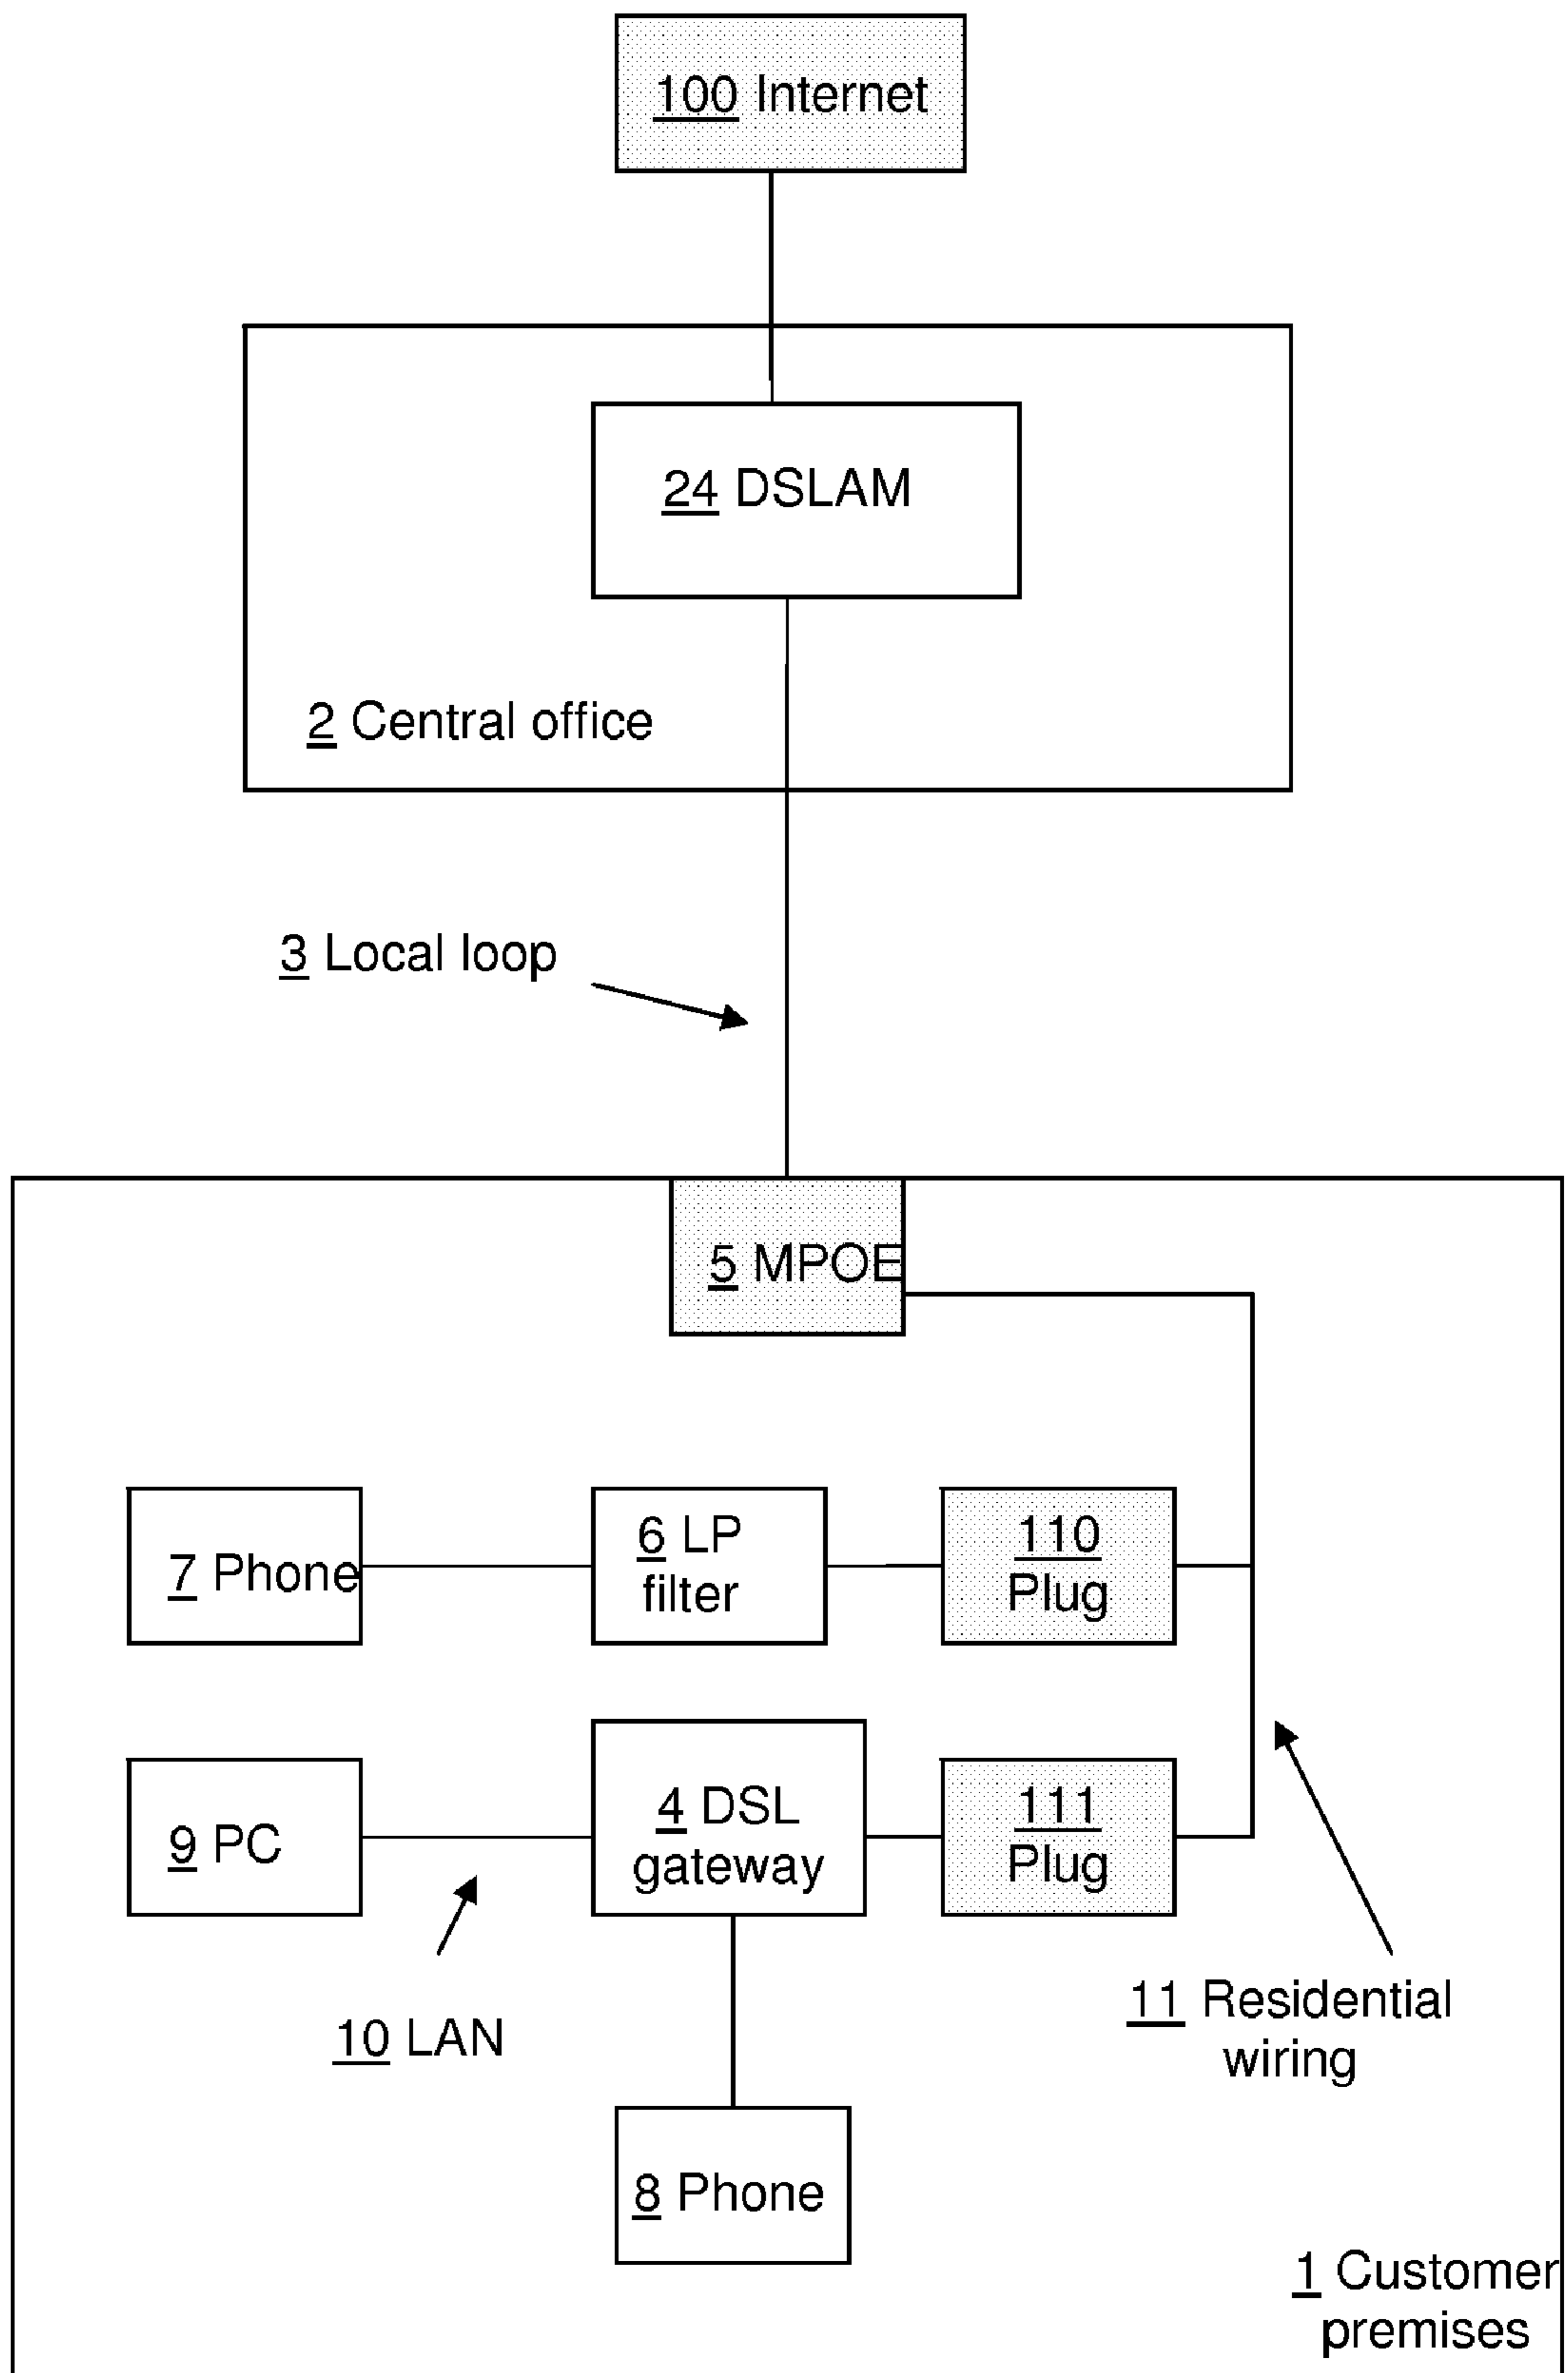 100 Internet
24 DSLAM
2 Central office
3 Local loop
5 MPOE
7 Phone
6 LP
filter
110
Plug
9 PC
4 DSL
gateway
111
Plug
10 LAN
11 Residential
wiring
8 Phone
1 Customer
premises